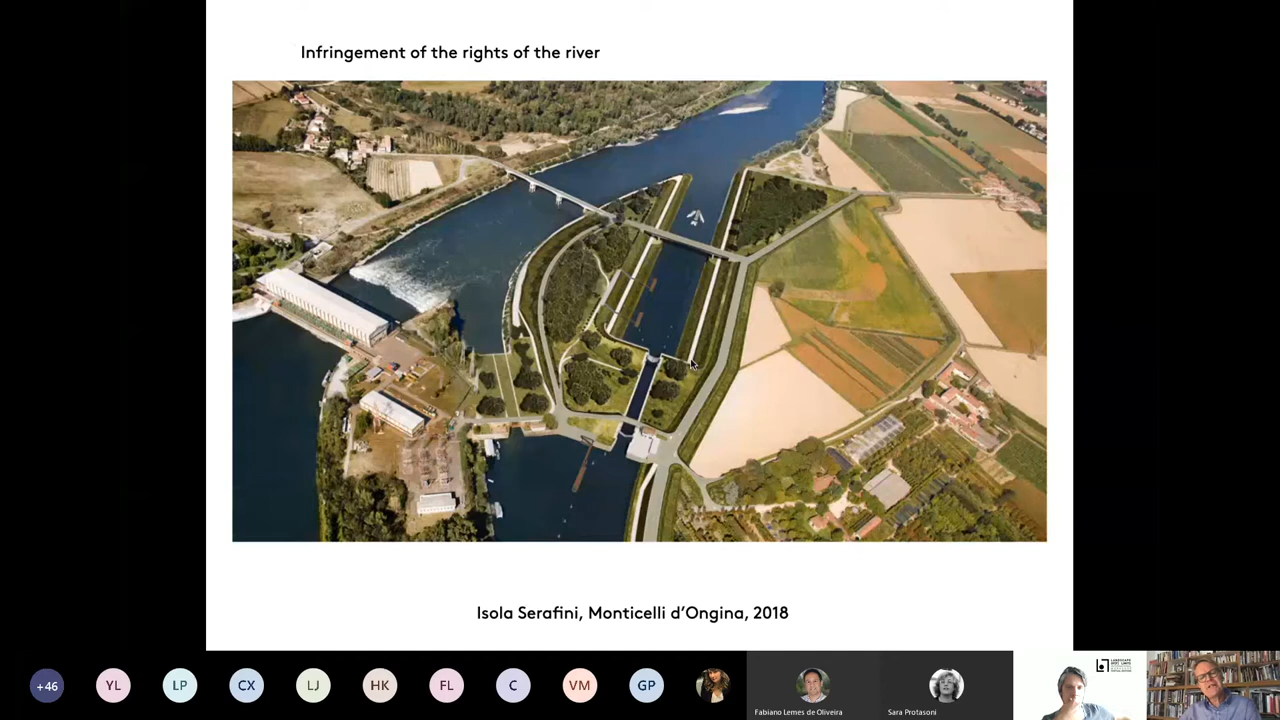 Infringement of the rights of the river
Isola Serafini, Monticelli d'Ongina, 2018
+46
YL
LP
CX
LJ
HK
FL
C
VM
GP
Fabiano Lemes de Oliveira
Sara Protasoni